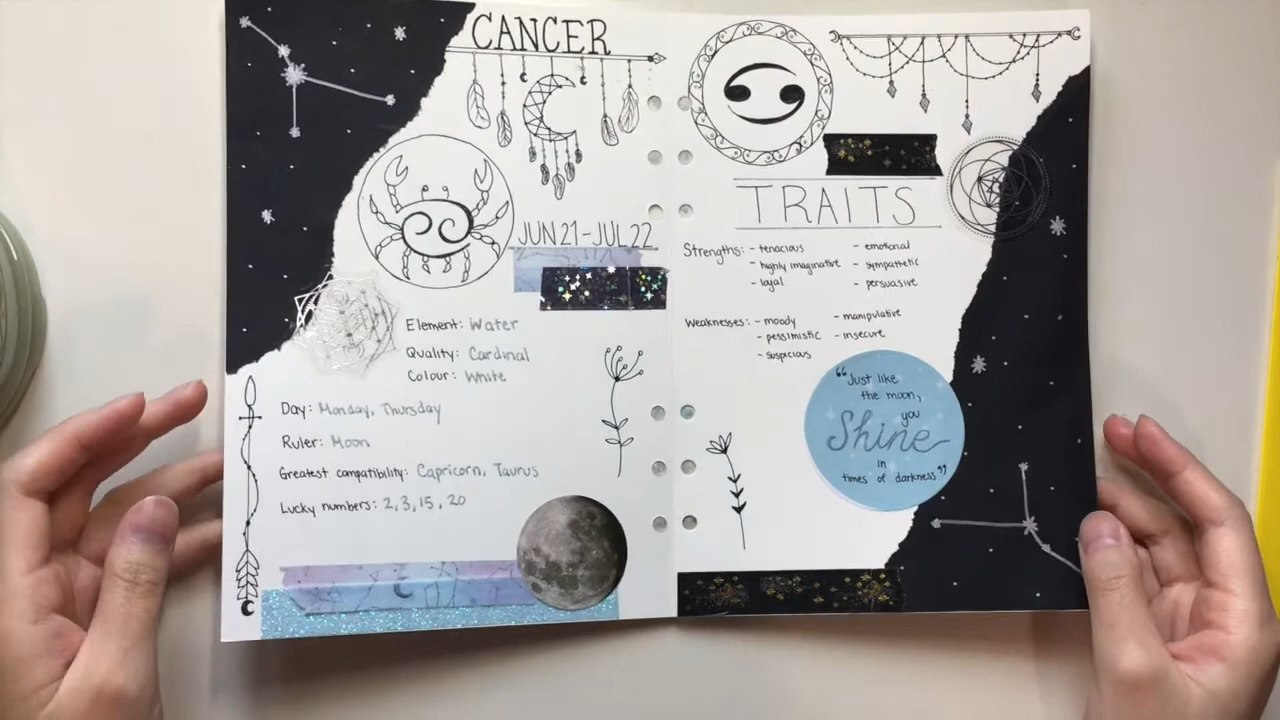 CANCER
JUN 21-JUL 22
Element: Water
Quality: Cardinal
Colour: White
Day: Monday, Thursday
Ruler: Moon
Greatest compatibility: Capricorn, Taurus
Lucky numbers: 2, 3, 15, 20
TRAITS
Strengths: - tenacious - emotional
- highly imaginative - sympathetic
- loyal - persuasive
Weaknesses: - moody - manipulative
- pessimistic - insecure
- suspicious
"Just like
the moon,
you
Shine
in
times of darkness"